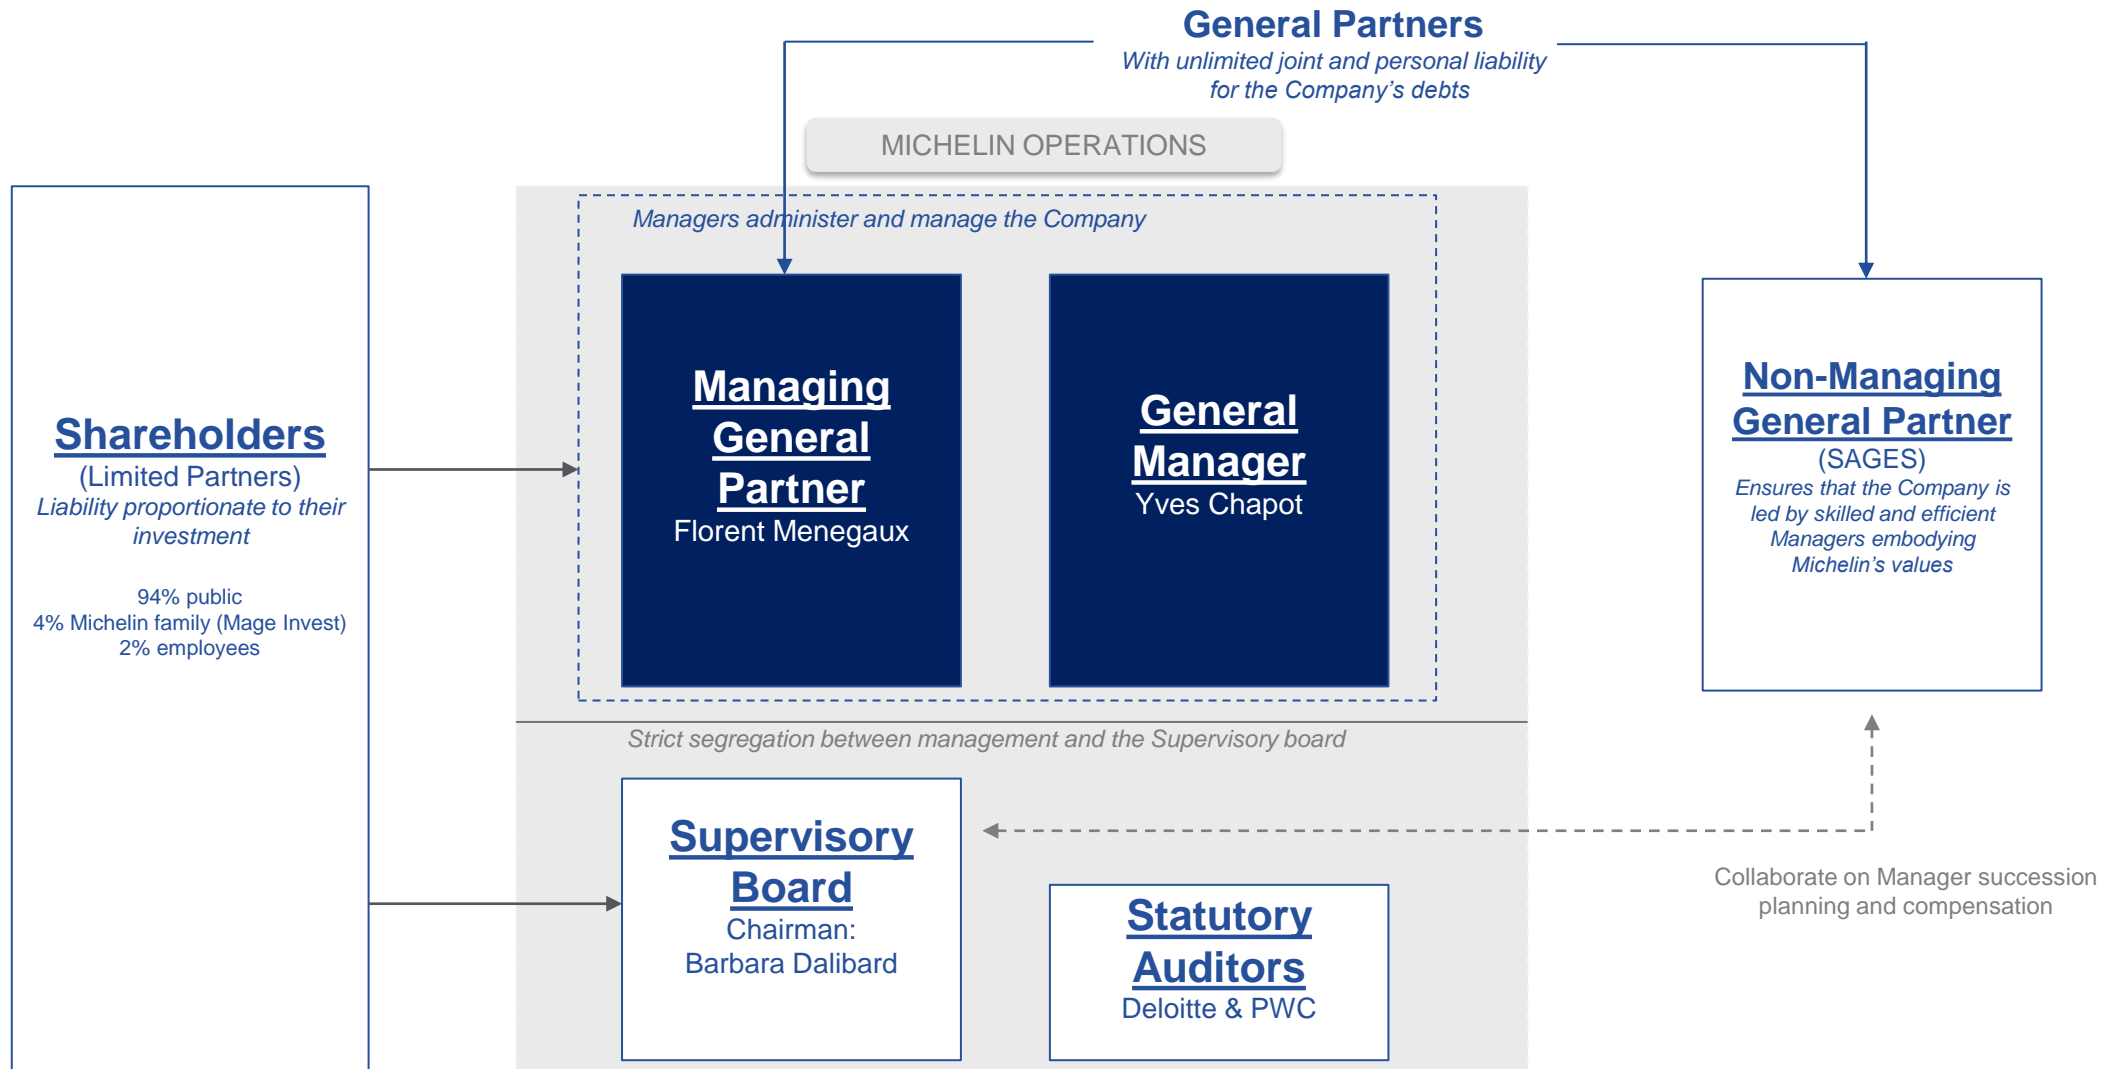 General Partners
With unlimited joint and personal liability
for the Company's debts
MICHELIN OPERATIONS
Shareholders
(Limited Partners)
Liability proportionate to their
investment
94% public
4% Michelin family (Mage Invest)
2% employees
Managers administer and manage the Company
Managing
General
Partner
Florent Menegaux
General
Manager
Yves Chapot
Non-Managing
General Partner
(SAGES)
Ensures that the Company is
led by skilled and efficient
Managers embodying
Michelin's values
Strict segregation between management and the Supervisory board
Supervisory
Board
Chairman:
Barbara Dalibard
Statutory
Auditors
Deloitte & PWC
Collaborate on Manager succession
planning and compensation